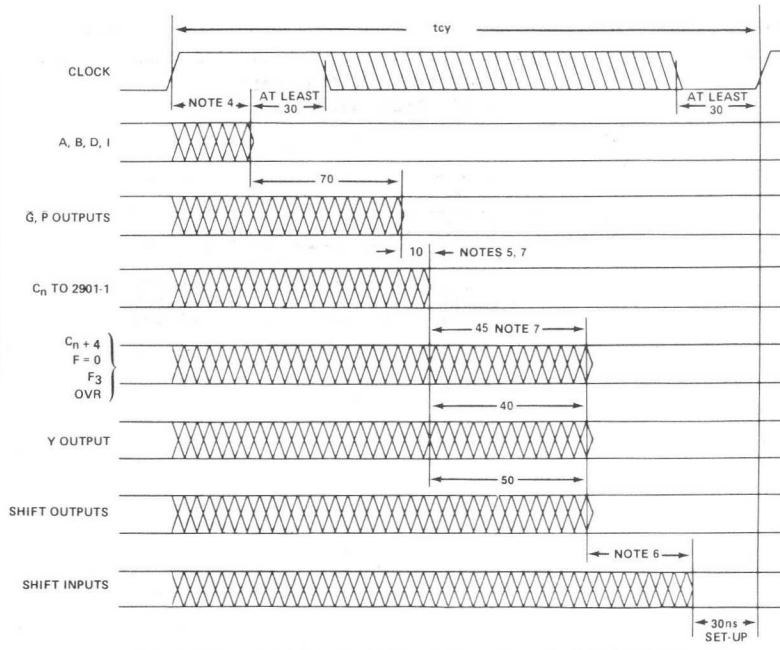 tcy
CLOCK
NOTE 4
AT LEAST
30
AT LEAST
30
A, B, D, I
70
Ḡ, P̄ OUTPUTS
10
NOTES 5, 7
Cn TO 2901-1
45 NOTE 7
Cn + 4
F = 0
F3
OVR
40
Y OUTPUT
50
SHIFT OUTPUTS
NOTE 6
SHIFT INPUTS
30ns
SET-UP